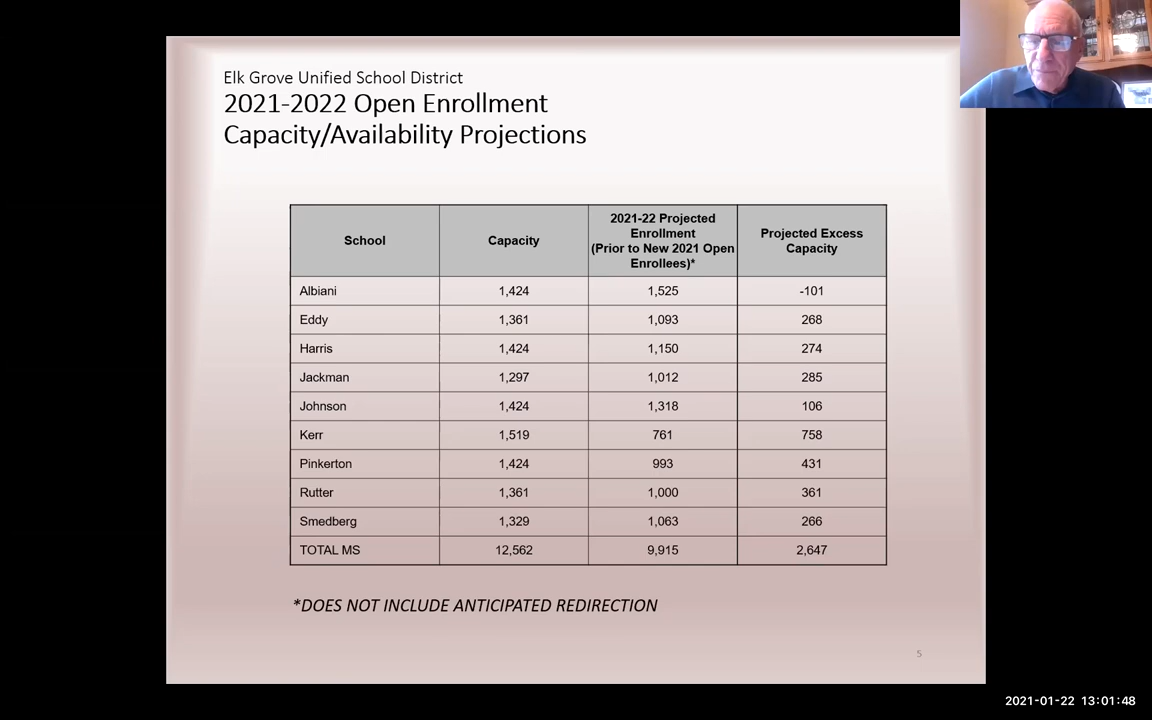 Elk Grove Unified School District
2021-2022 Open Enrollment
Capacity/Availability Projections
School Capacity 2021-22 Projected Enrollment (Prior to New 2021 Open Enrollees)* Projected Excess Capacity
Albiani 1,424 1,525 -101
Eddy 1,361 1,093 268
Harris 1,424 1,150 274
Jackman 1,297 1,012 285
Johnson 1,424 1,318 106
Kerr 1,519 761 758
Pinkerton 1,424 993 431
Rutter 1,361 1,000 361
Smedberg 1,329 1,063 266
TOTAL MS 12,562 9,915 2,647
*DOES NOT INCLUDE ANTICIPATED REDIRECTION
5
2021-01-22 13:01:48